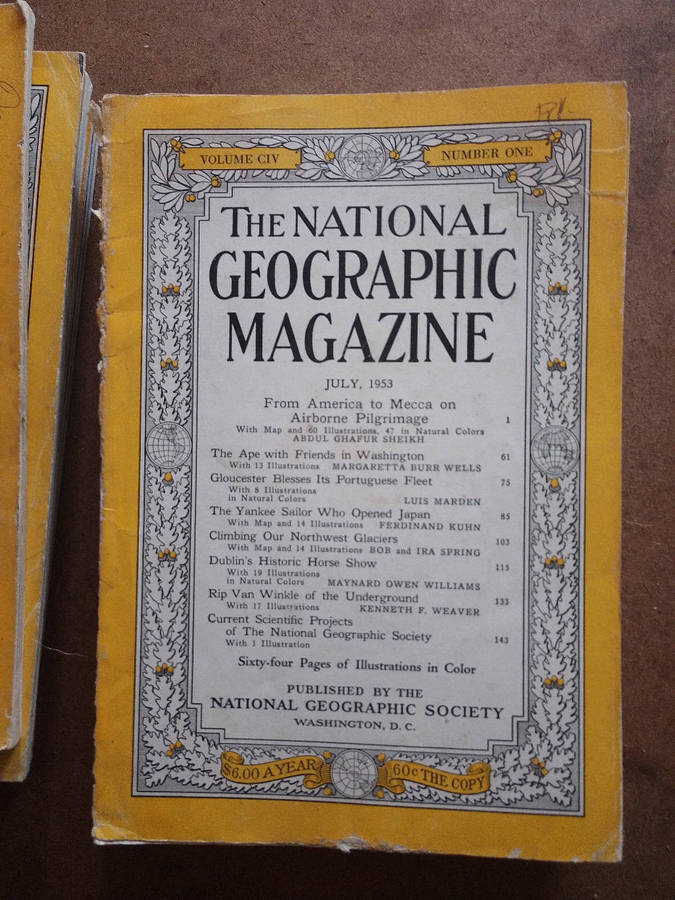 VOLUME CIV
NUMBER ONE
THE NATIONAL
GEOGRAPHIC
MAGAZINE
JULY, 1953
From America to Mecca on
Airborne Pilgrimage 1
With Map and 60 Illustrations, 47 in Natural Colors
ABDUL GHAFUR SHEIKH
The Ape with Friends in Washington 61
With 13 Illustrations MARGARETTA BURR WELLS
Gloucester Blesses Its Portuguese Fleet 75
With 8 Illustrations
in Natural Colors LUIS MARDEN
The Yankee Sailor Who Opened Japan 85
With Map and 14 Illustrations FERDINAND KUHN
Climbing Our Northwest Glaciers 103
With Map and 14 Illustrations BOB and IRA SPRING
Dublin's Historic Horse Show 115
With 19 Illustrations
in Natural Colors MAYNARD OWEN WILLIAMS
Rip Van Winkle of the Underground 133
With 17 Illustrations KENNETH F. WEAVER
Current Scientific Projects
of The National Geographic Society 143
With 1 Illustration
Sixty-four Pages of Illustrations in Color
PUBLISHED BY THE
NATIONAL GEOGRAPHIC SOCIETY
WASHINGTON, D. C.
$6.00 A YEAR
60c THE COPY